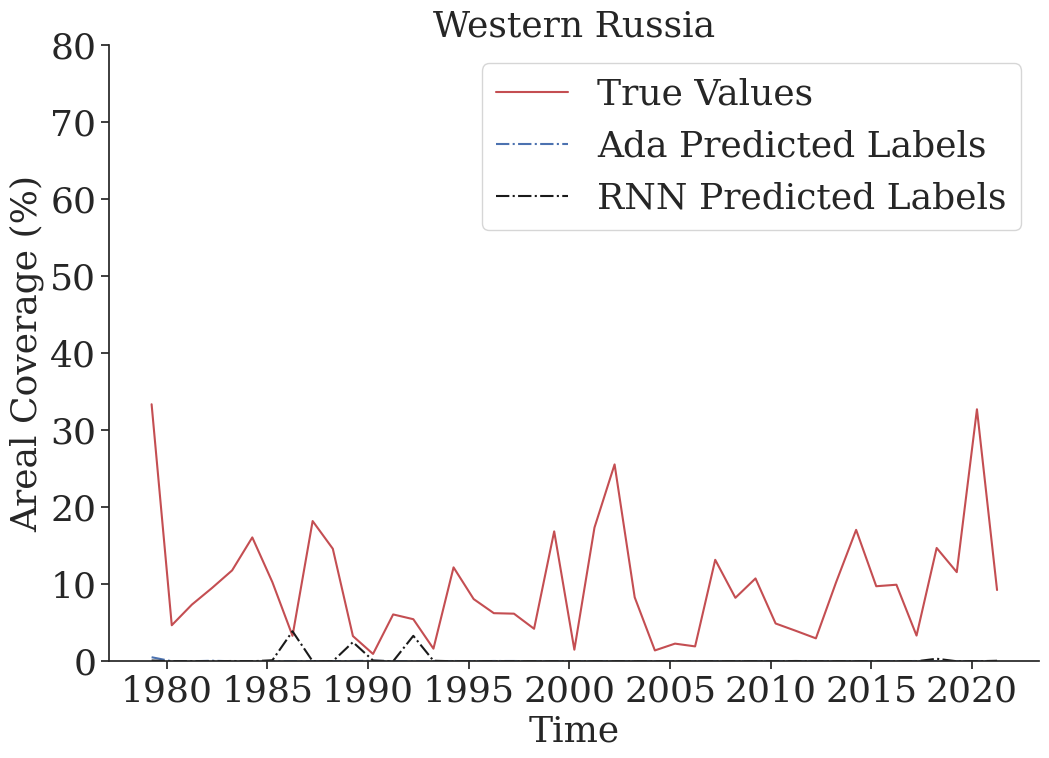 Western Russia
True Values
Ada Predicted Labels
RNN Predicted Labels
Areal Coverage (%)
80
70
60
50
40
30
20
10
0
1980 1985 1990 1995 2000 2005 2010 2015 2020
Time